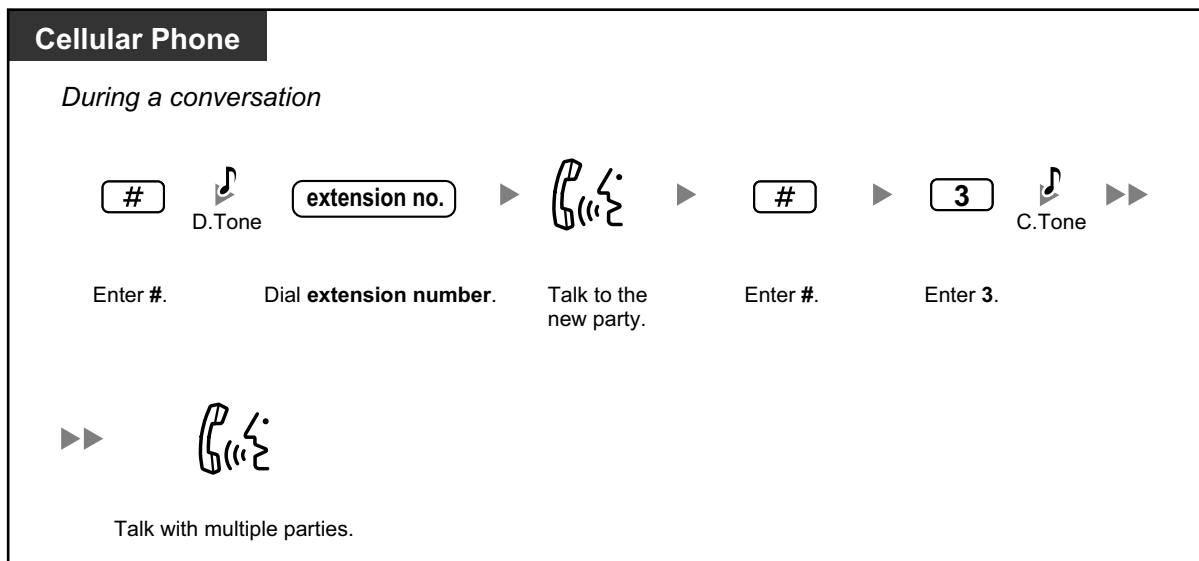 Cellular Phone
During a conversation
# D.Tone extension no. # 3 C.Tone
Enter #. Dial extension number. Talk to the new party. Enter #. Enter 3.
Talk with multiple parties.